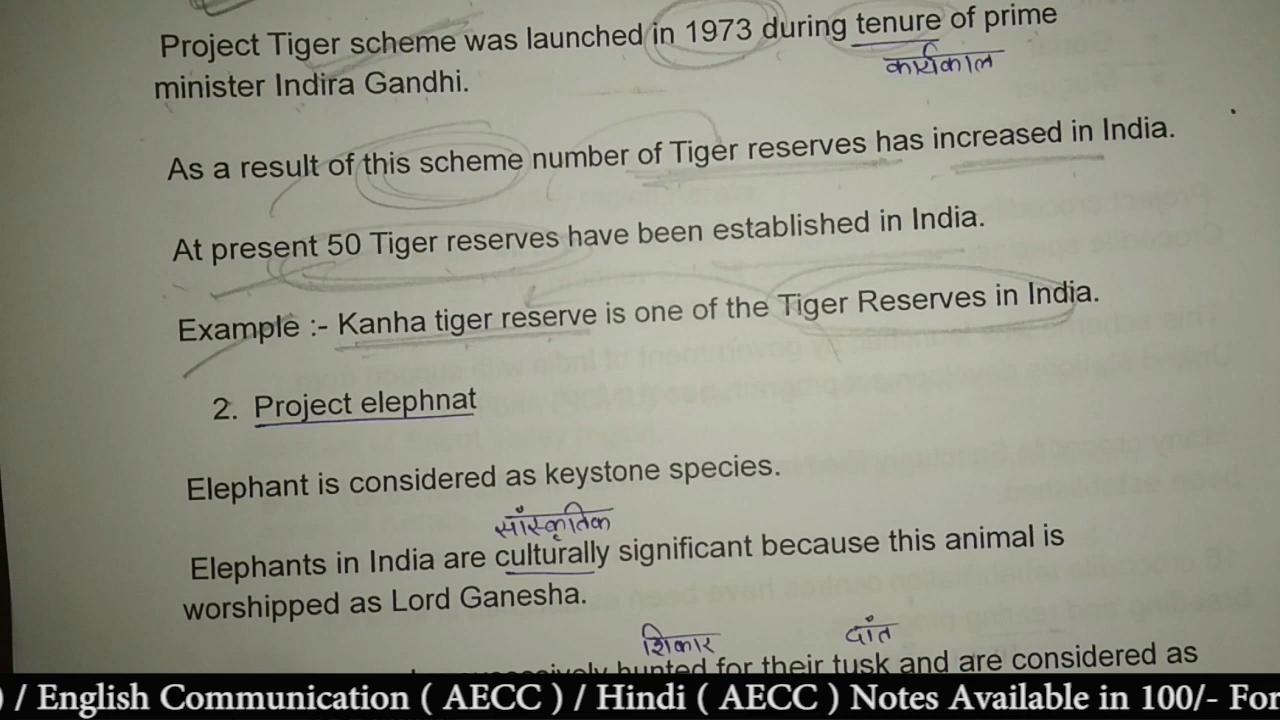 Project Tiger scheme was launched in 1973 during tenure of prime
कार्यकाल
minister Indira Gandhi.
As a result of this scheme number of Tiger reserves has increased in India.
At present 50 Tiger reserves have been established in India.
Example :- Kanha tiger reserve is one of the Tiger Reserves in India.
2. Project elephnat
Elephant is considered as keystone species.
साँस्कृतिक
Elephants in India are culturally significant because this animal is
worshipped as Lord Ganesha.
शिकार दाँत
hunted for their tusk and are considered as
) / English Communication ( AECC ) / Hindi ( AECC ) Notes Available in 100/- For